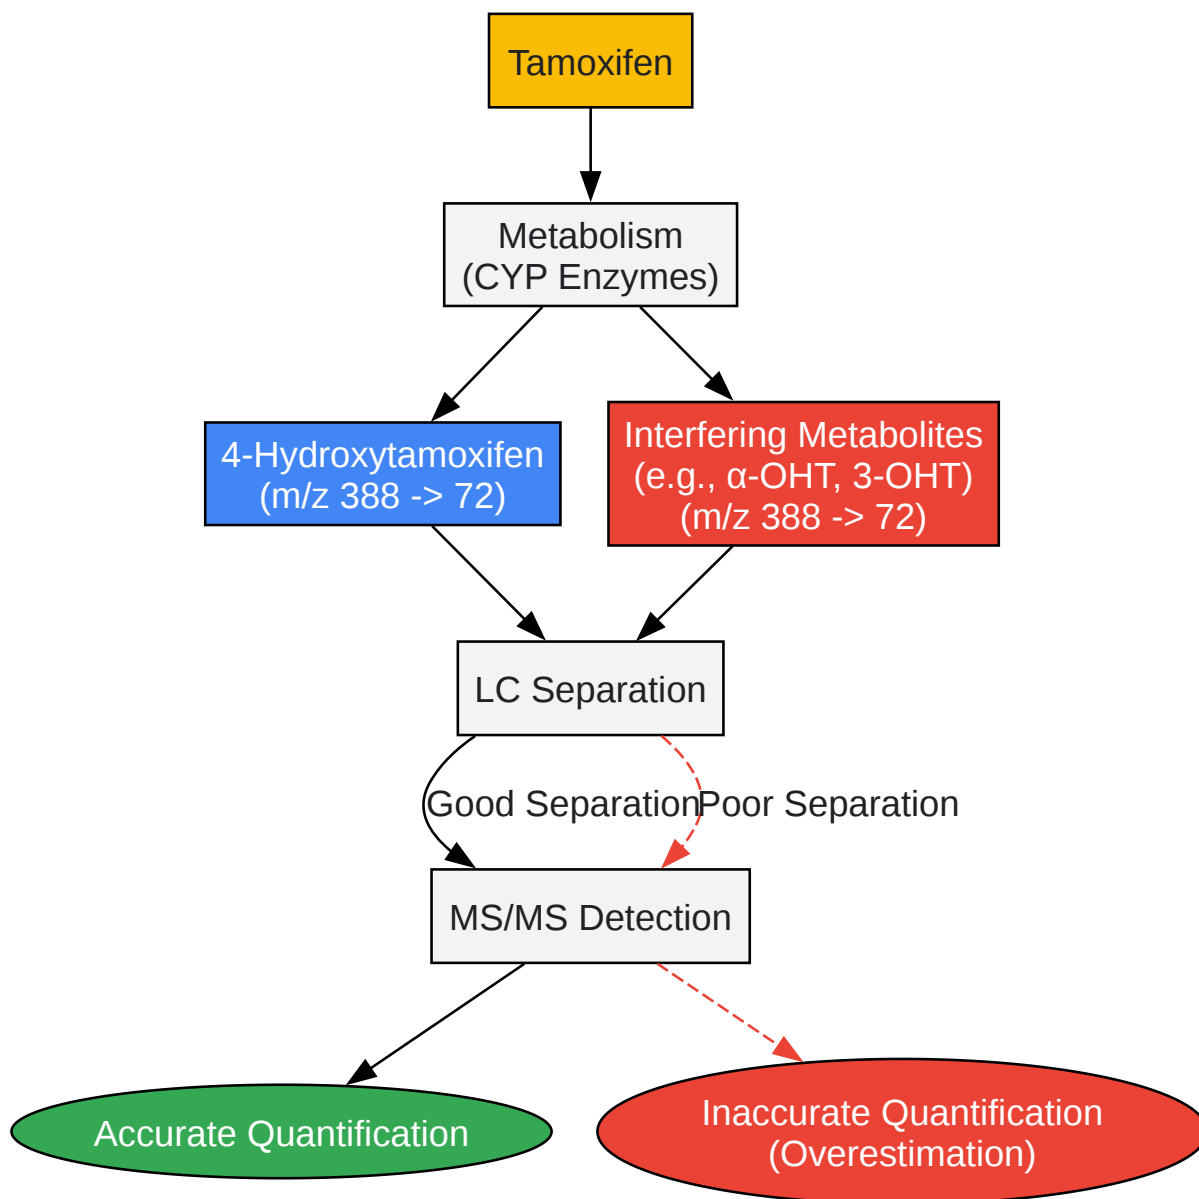 Tamoxifen
Metabolism
(CYP Enzymes)
4-Hydroxytamoxifen
(m/z 388 -> 72)
Interfering Metabolites
(e.g., α-OHT, 3-OHT)
(m/z 388 -> 72)
LC Separation
Good Separation
Poor Separation
MS/MS Detection
Accurate Quantification
Inaccurate Quantification
(Overestimation)